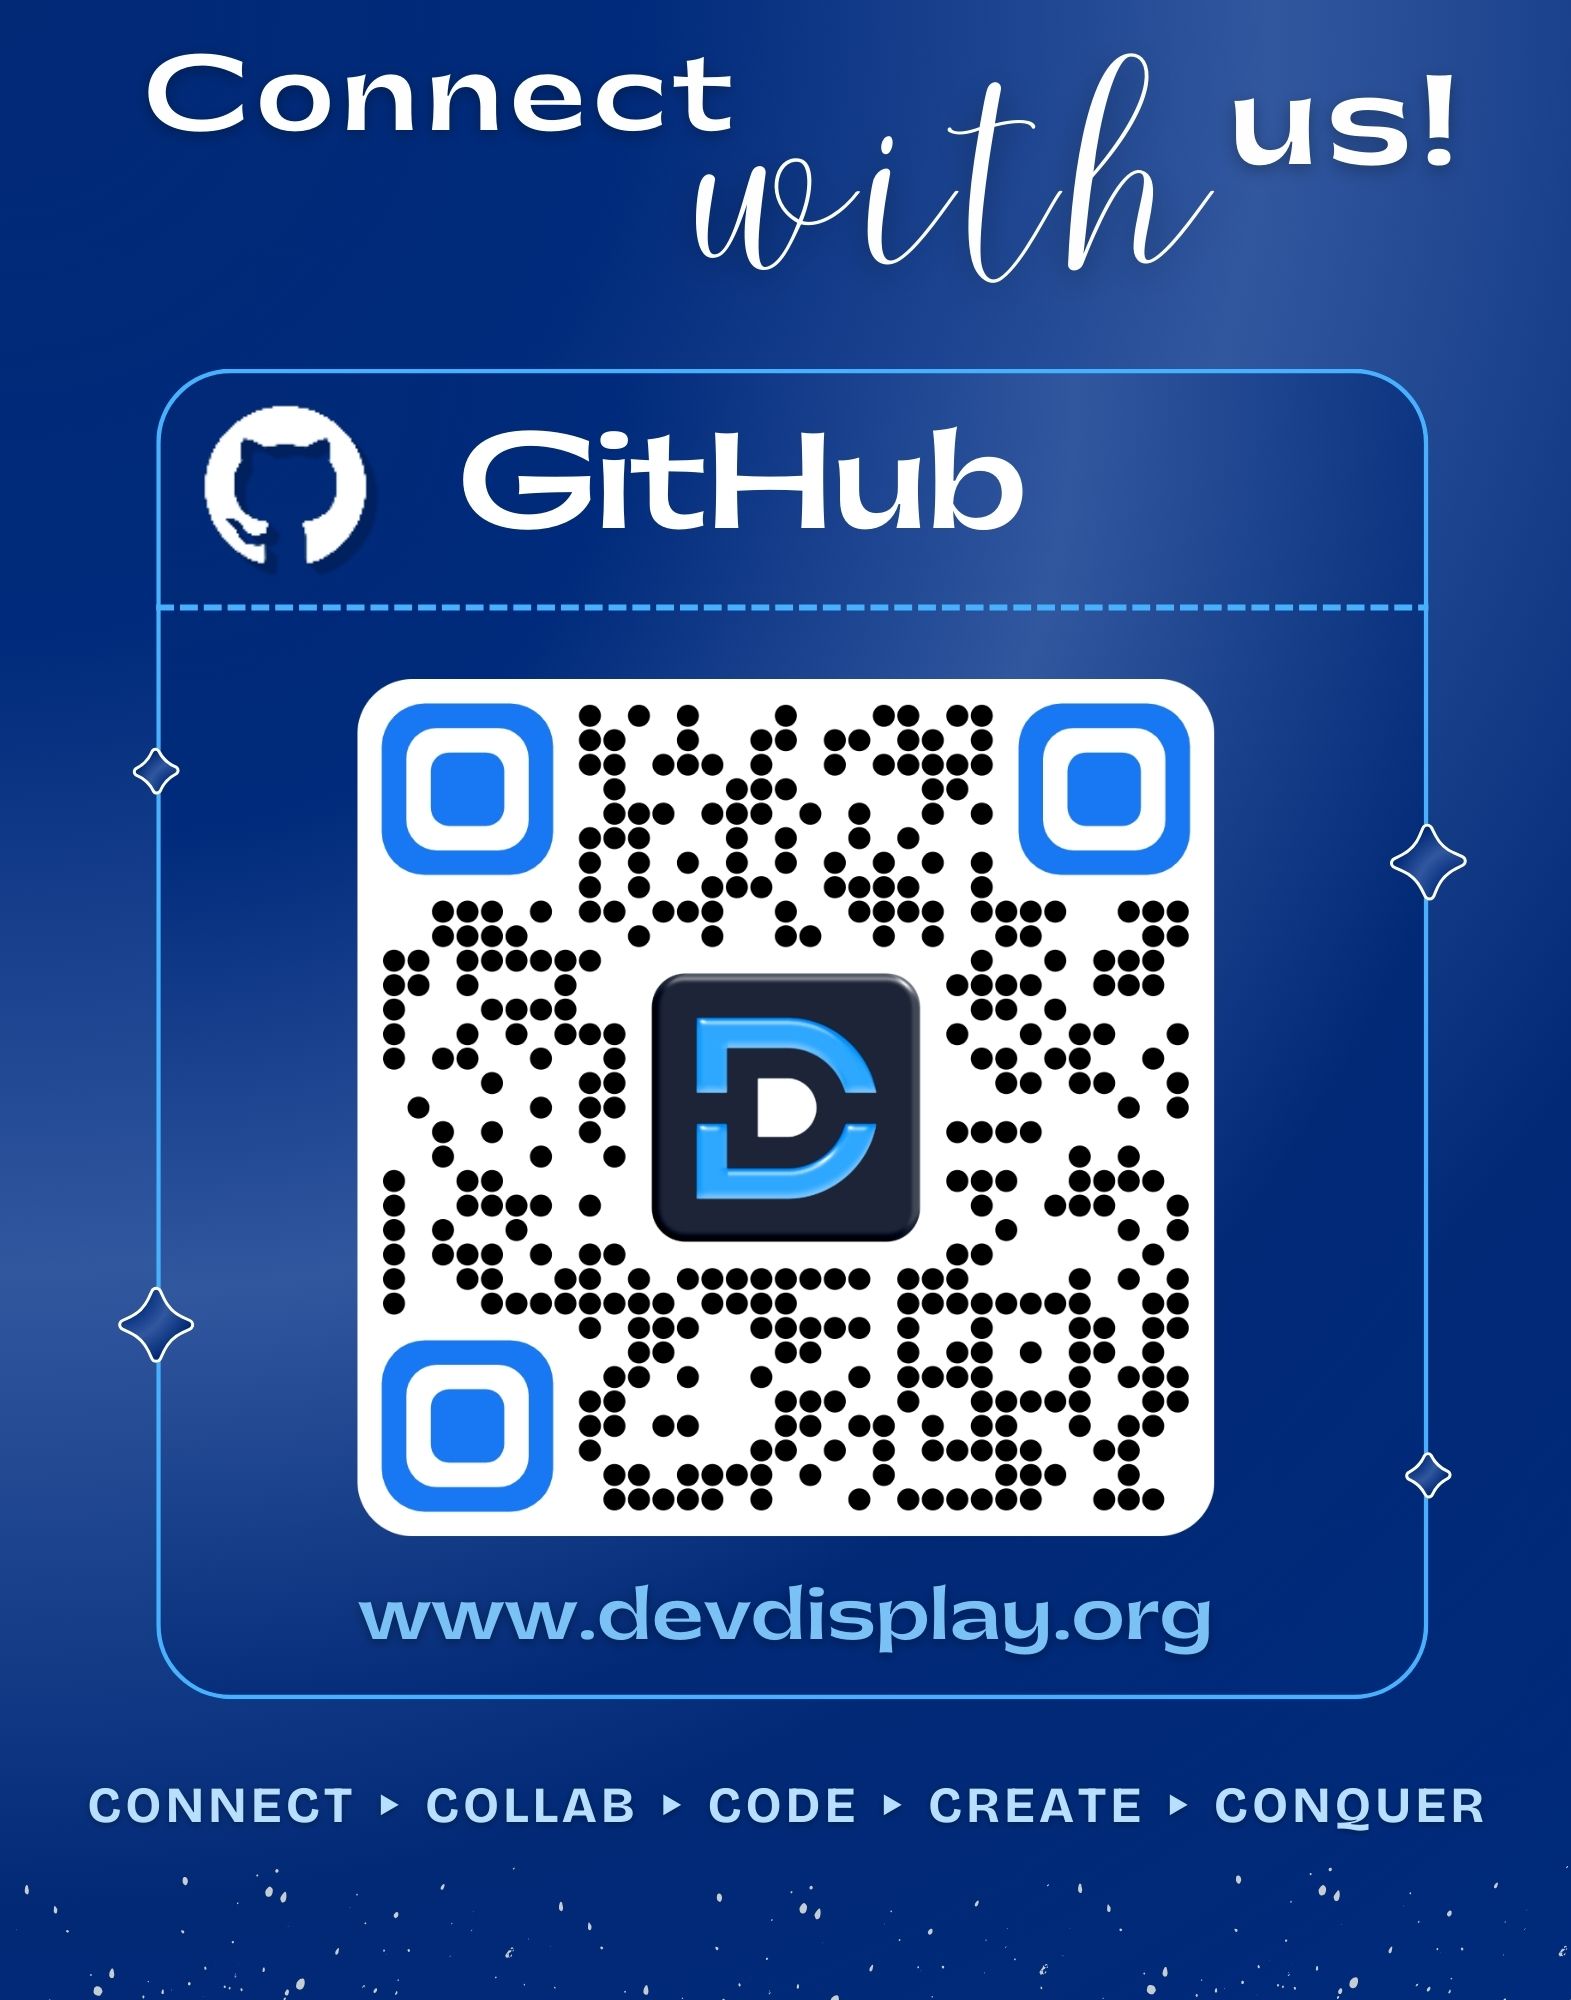 Connect with us!
GitHub
D
www.devdisplay.org
CONNECT ▸ COLLAB ▸ CODE ▸ CREATE ▸ CONQUER